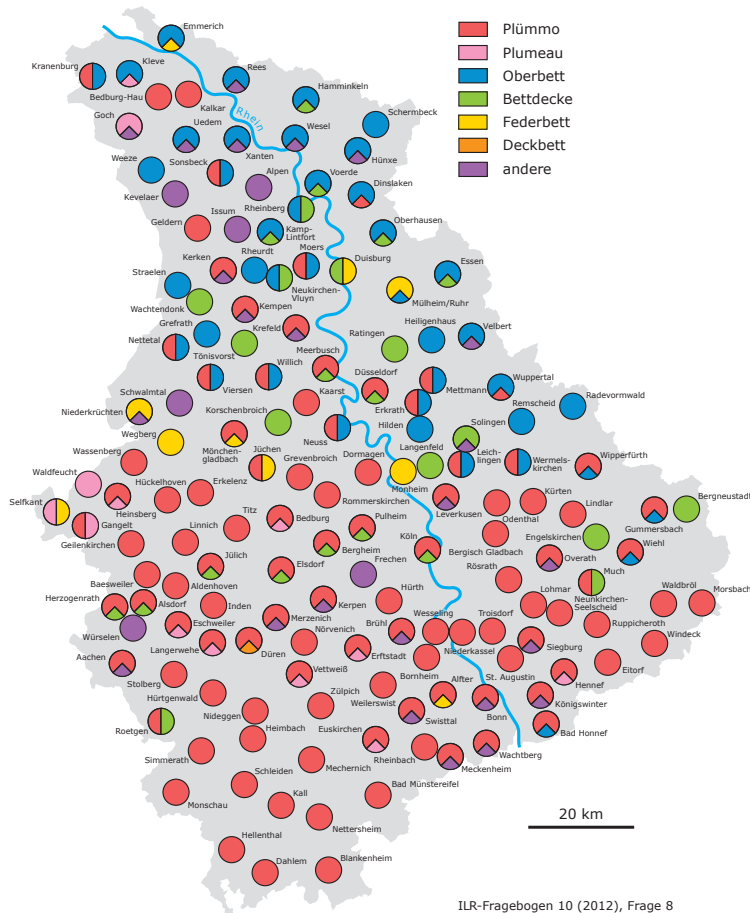 Emmerich
Plümmo
Plumeau
Oberbett
Bettdecke
Federbett
Deckbett
andere
Kranenburg
Kleve
Rees
Bedburg-Hau
Kalkar
Hamminkeln
Rhein
Goch
Schermbeck
Uedem
Wesel
Weeze
Sonsbeck
Xanten
Hünxe
Alpen
Voerde
Dinslaken
Kevelaer
Rheinberg
Issum
Geldern
Kamp-
Lintfort
Oberhausen
Kerken
Rheurdt
Moers
Duisburg
Essen
Straelen
Neukirchen-
Vluyn
Mülheim/Ruhr
Wachtendonk
Kempen
Heiligenhaus
Grefrath
Krefeld
Ratingen
Velbert
Nettetal
Tönisvorst
Meerbusch
Viersen
Willich
Düsseldorf
Mettmann
Wuppertal
Schwalmtal
Kaarst
Erkrath
Remscheid
Radevormwald
Niederkrüchten
Korschenbroich
Hilden
Solingen
Wegberg
Mönchen-
gladbach
Neuss
Langenfeld
Leich-
lingen
Wermels-
kirchen
Wipperfürth
Wassenberg
Jüchen
Grevenbroich
Dormagen
Monheim
Waldfeucht
Hückelhoven
Erkelenz
Rommerskirchen
Leverkusen
Kürten
Bergneustadt
Selfkant
Heinsberg
Odenthal
Lindlar
Gummersbach
Gangelt
Titz
Bedburg
Pulheim
Engelskirchen
Geilenkirchen
Linnich
Köln
Bergisch Gladbach
Wiehl
Jülich
Bergheim
Overath
Baesweiler
Elsdorf
Frechen
Rösrath
Much
Aldenhoven
Hürth
Lohmar
Waldbröl
Morsbach
Herzogenrath
Alsdorf
Inden
Kerpen
Wesseling
Troisdorf
Neunkirchen-
Seelscheid
Merzenich
Brühl
Ruppicheroth
Würselen
Eschweiler
Nörvenich
Niederkassel
Siegburg
Windeck
Langerwehe
Düren
Erftstadt
Aachen
Vettweiß
Bornheim
St. Augustin
Eitorf
Stolberg
Alfter
Hennef
Hürtgenwald
Zülpich
Weilerswist
Bonn
Königswinter
Nideggen
Swisttal
Roetgen
Heimbach
Euskirchen
Bad Honnef
Simmerath
Rheinbach
Wachtberg
Mechernich
Meckenheim
Schleiden
Bad Münstereifel
Monschau
Kall
Nettersheim
20 km
Hellenthal
Dahlem
Blankenheim
ILR-Fragebogen 10 (2012), Frage 8